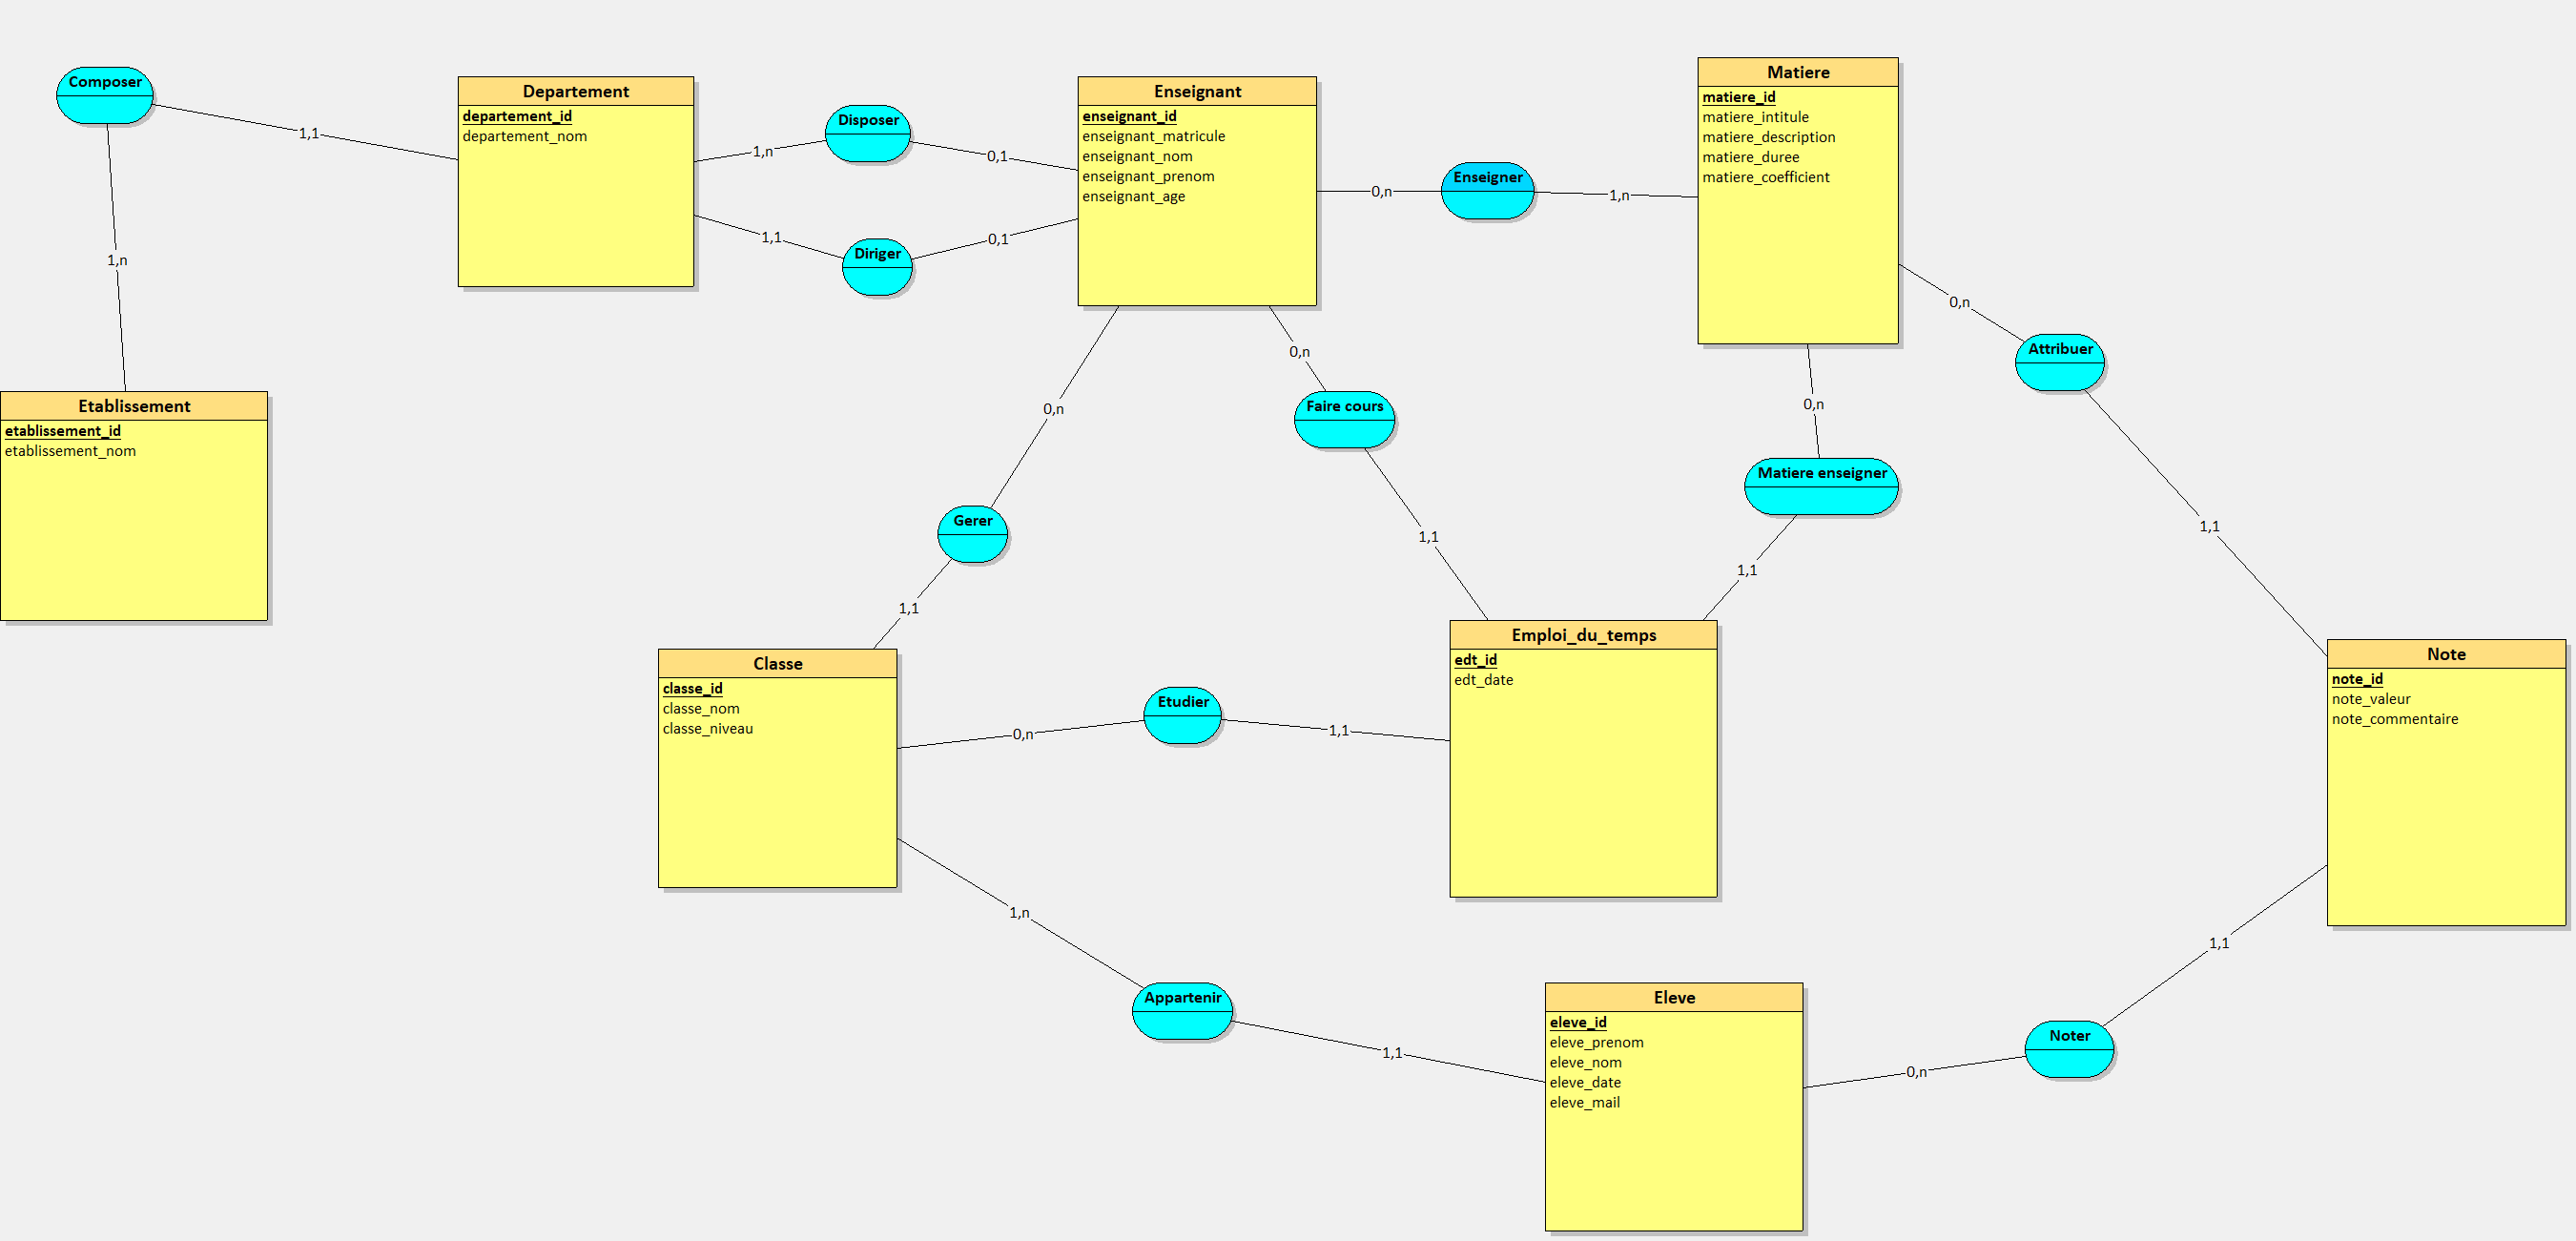 Composer
1,1
1,n
Etablissement
etablissement_id
etablissement_nom
Departement
departement_id
departement_nom
1,n
Disposer
0,1
1,1
Diriger
0,1
Enseignant
enseignant_id
enseignant_matricule
enseignant_nom
enseignant_prenom
enseignant_age
0,n
Enseigner
1,n
Matiere
matiere_id
matiere_intitule
matiere_description
matiere_duree
matiere_coefficient
0,n
Attribuer
1,1
0,n
Matiere enseigner
1,1
0,n
Faire cours
1,1
0,n
Gerer
1,1
Classe
classe_id
classe_nom
classe_niveau
0,n
Etudier
1,1
Emploi_du_temps
edt_id
edt_date
Note
note_id
note_valeur
note_commentaire
1,n
Appartenir
1,1
Eleve
eleve_id
eleve_prenom
eleve_nom
eleve_date
eleve_mail
0,n
Noter
1,1